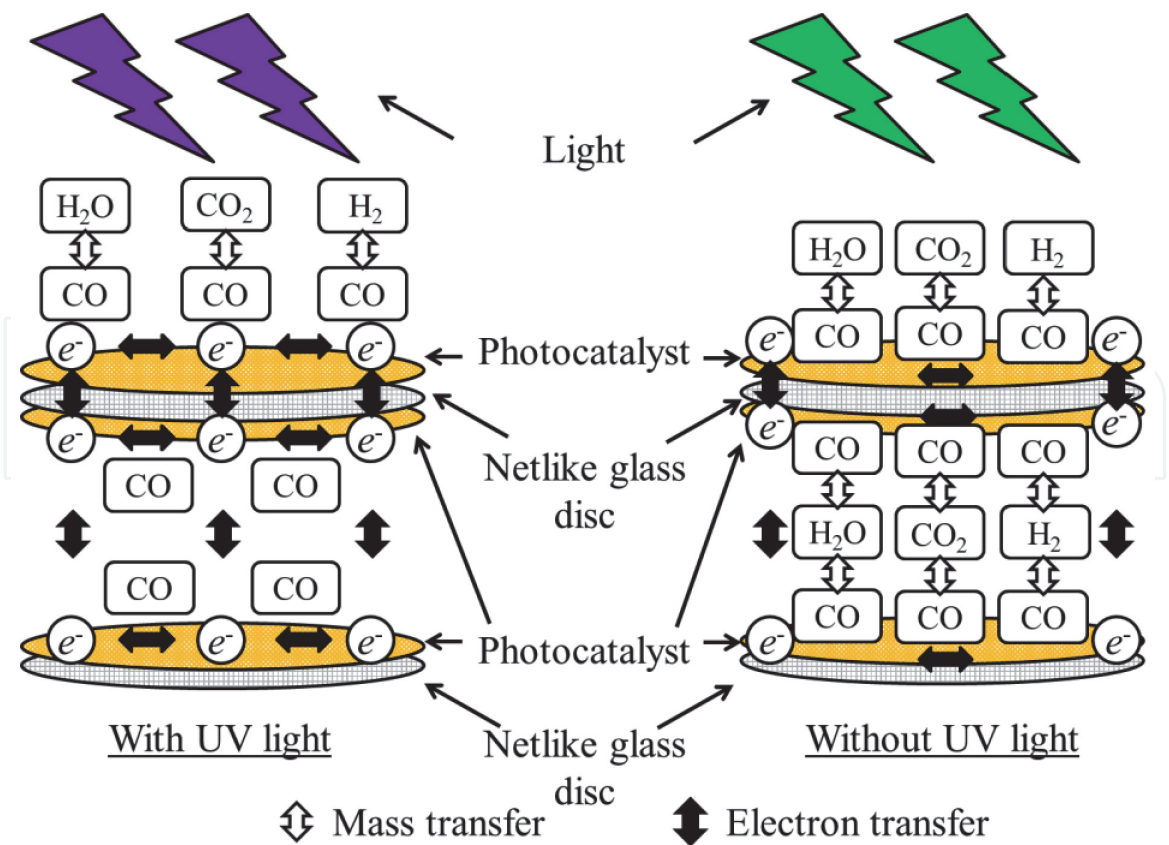 Light
H₂O CO₂ H₂
CO CO CO
e⁻ e⁻ e⁻
e⁻ e⁻ e⁻
CO CO
CO CO
e⁻ e⁻ e⁻
With UV light
Photocatalyst
Netlike glass
disc
Photocatalyst
Netlike glass
disc
H₂O CO₂ H₂
e⁻ CO CO CO e⁻
e⁻ CO CO CO e⁻
H₂O CO₂ H₂
e⁻ CO CO CO e⁻
Without UV light
Mass transfer
Electron transfer